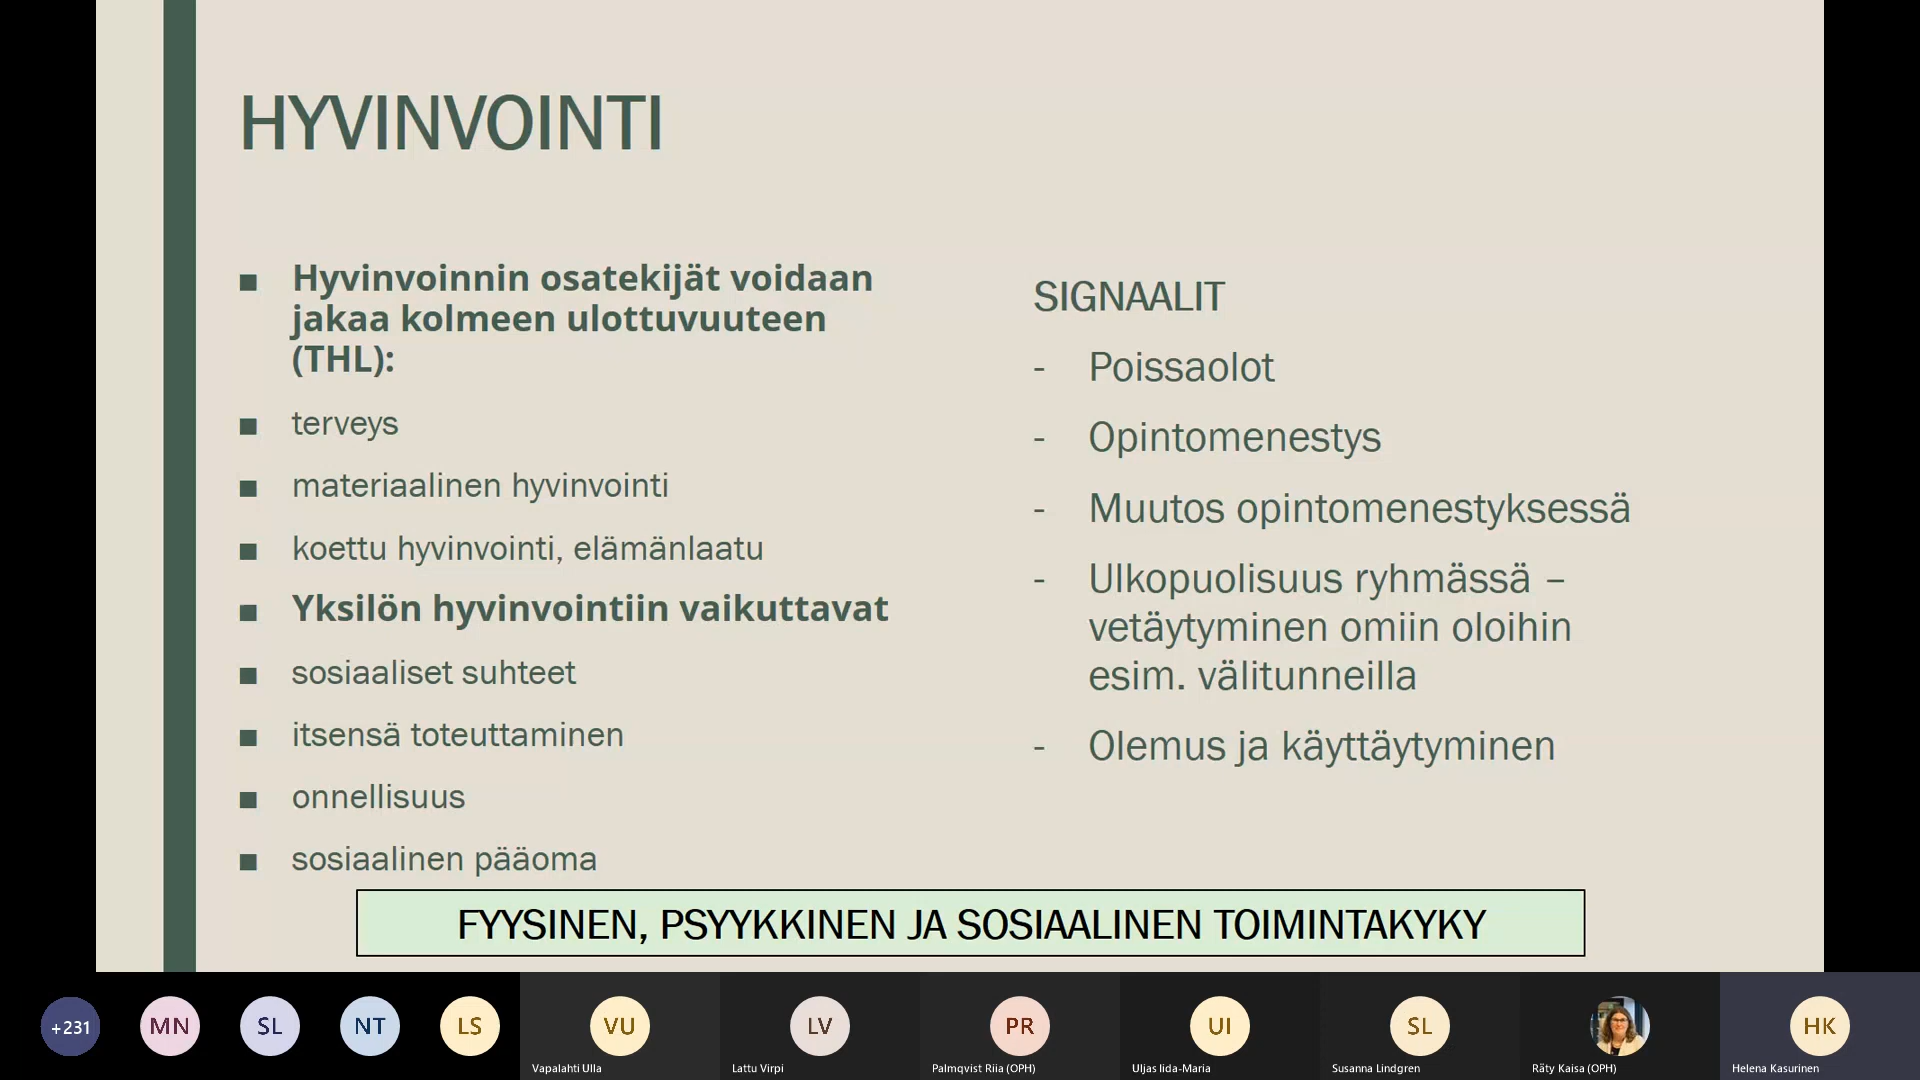 HYVINVOINTI
Hyvinvoinnin osatekijät voidaan
jakaa kolmeen ulottuvuuteen
(THL):
terveys
materiaalinen hyvinvointi
koettu hyvinvointi, elämänlaatu
Yksilön hyvinvointiin vaikuttavat
sosiaaliset suhteet
itsensä toteuttaminen
onnellisuus
sosiaalinen pääoma
SIGNAALIT
- Poissaolot
- Opintomenestys
- Muutos opintomenestyksessä
- Ulkopuolisuus ryhmässä –
vetäytyminen omiin oloihin
esim. välitunneilla
- Olemus ja käyttäytyminen
FYYSINEN, PSYYKKINEN JA SOSIAALINEN TOIMINTAKYKY
+231
MN
SL
NT
LS
VU
LV
PR
UI
SL
HK
Vapalahti Ulla
Lattu Virpi
Palmqvist Riia (OPH)
Uljas Iida-Maria
Susanna Lindgren
Räty Kaisa (OPH)
Helena Kasurinen